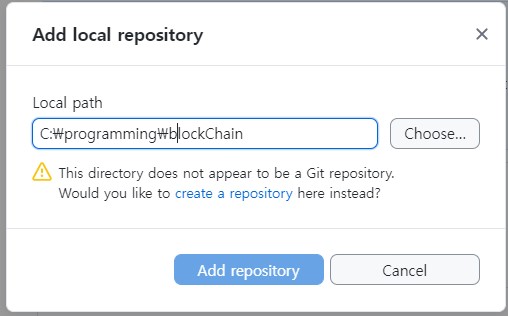 Add local repository
Local path
C:₩programming₩blockChain
Choose...
This directory does not appear to be a Git repository.
Would you like to create a repository here instead?
Add repository
Cancel